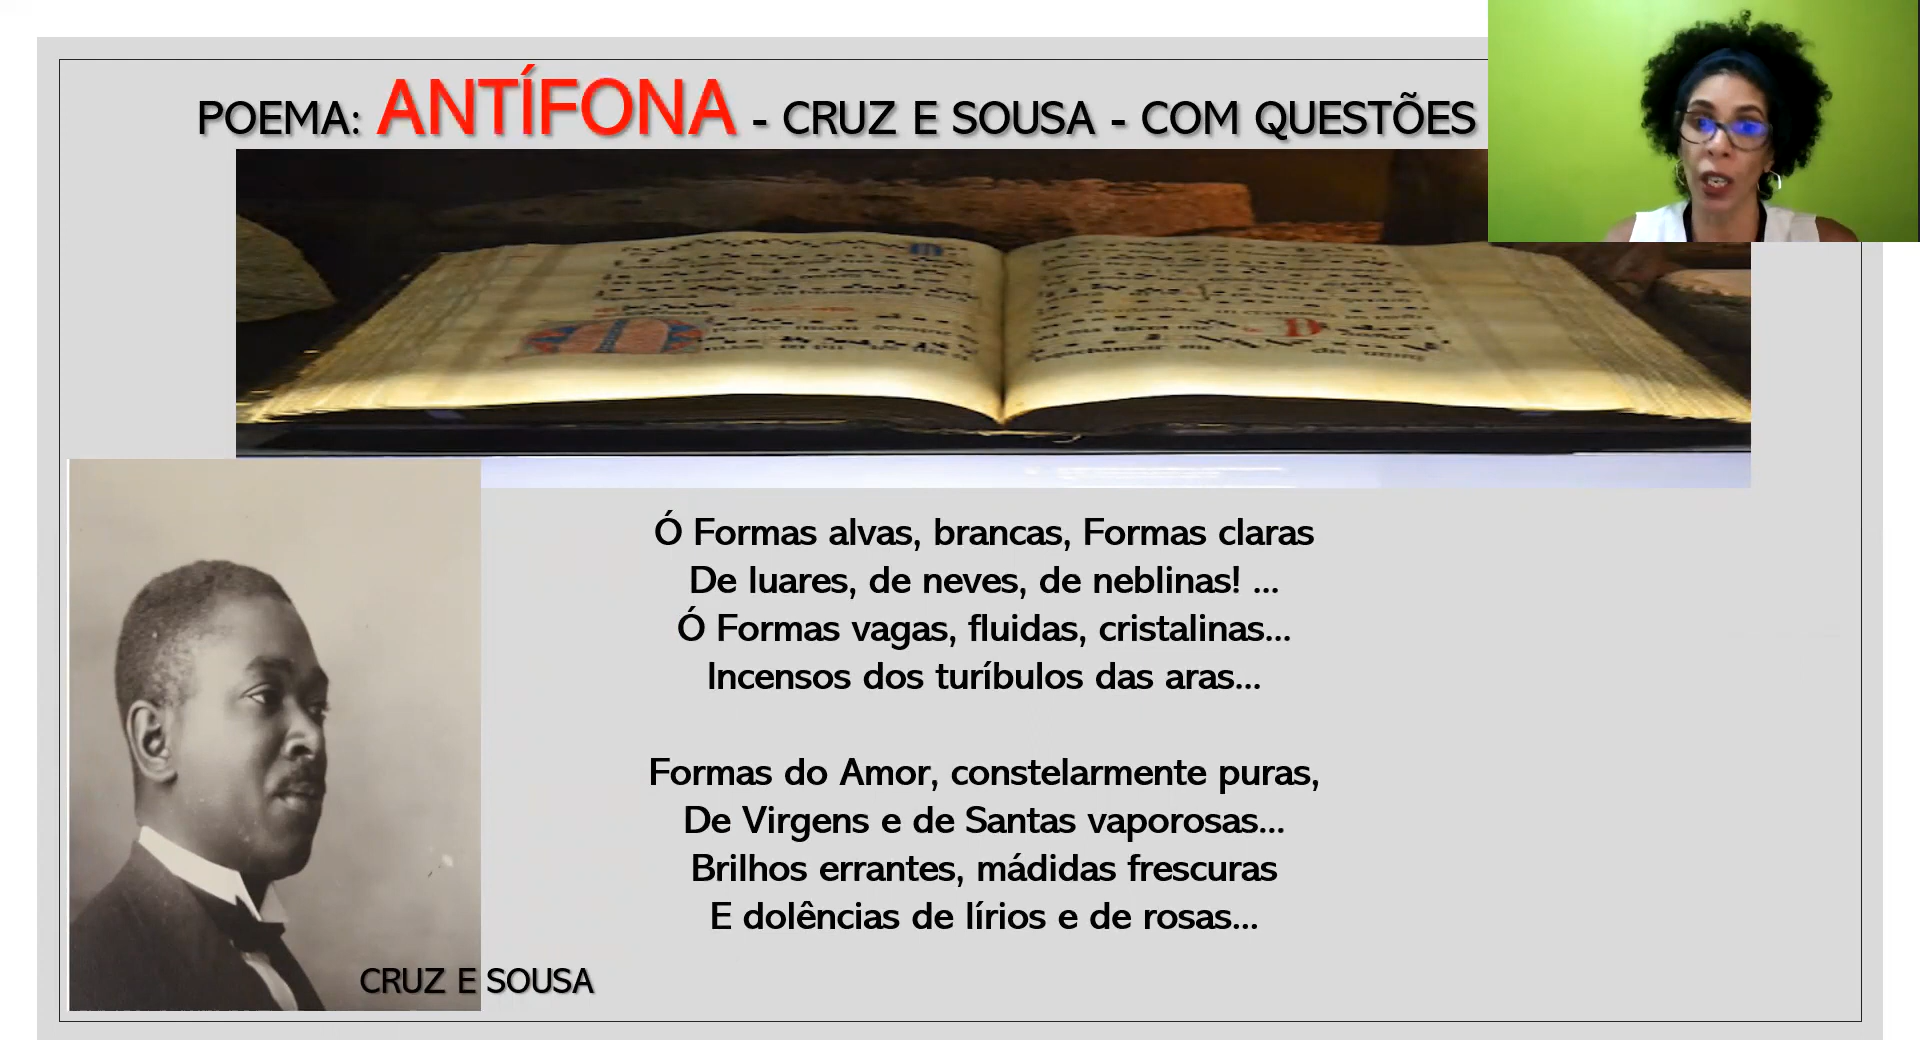 POEMA: ANTÍFONA - CRUZ E SOUSA - COM QUESTÕES
Ó Formas alvas, brancas, Formas claras
De luares, de neves, de neblinas! ...
Ó Formas vagas, fluidas, cristalinas...
Incensos dos turíbulos das aras...
Formas do Amor, constelarmente puras,
De Virgens e de Santas vaporosas...
Brilhos errantes, mádidas frescuras
E dolências de lírios e de rosas...
CRUZ E SOUSA